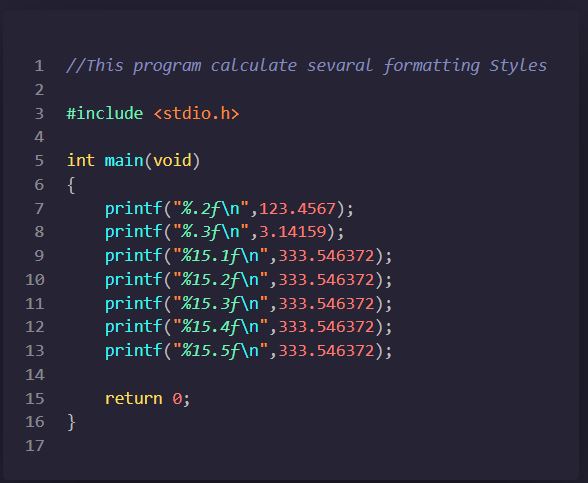 1 //This program calculate sevaral formatting Styles
2
3 #include <stdio.h>
4
5 int main(void)
6 {
7     printf("%.2f\n",123.4567);
8     printf("%.3f\n",3.14159);
9     printf("%15.1f\n",333.546372);
10     printf("%15.2f\n",333.546372);
11     printf("%15.3f\n",333.546372);
12     printf("%15.4f\n",333.546372);
13     printf("%15.5f\n",333.546372);
14
15     return 0;
16 }
17